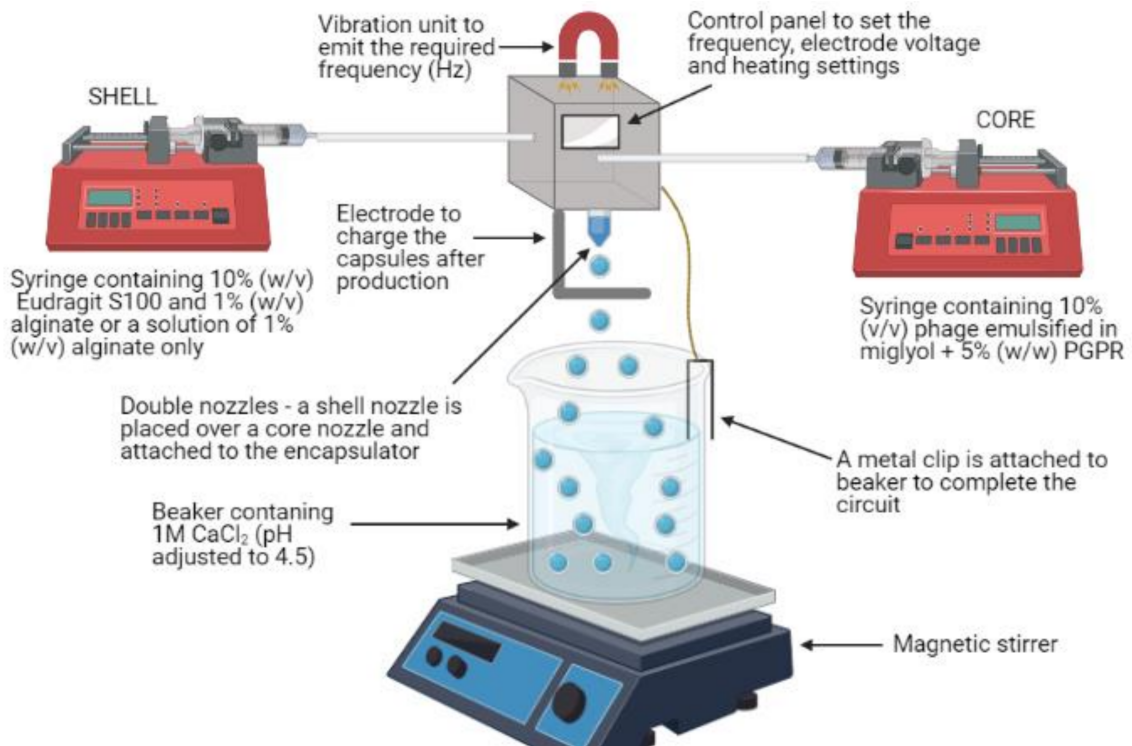 Vibration unit to
emit the required
frequency (Hz)
Control panel to set the
frequency, electrode voltage
and heating settings
SHELL
CORE
Electrode to
charge the
capsules after
production
Syringe containing 10% (w/v)
Eudragit S100 and 1% (w/v)
alginate or a solution of 1%
(w/v) alginate only
Syringe containing 10%
(v/v) phage emulsified in
miglyol + 5% (w/w) PGPR
Double nozzles - a shell nozzle is
placed over a core nozzle and
attached to the encapsulator
A metal clip is attached to
beaker to complete the
circuit
Beaker contaning
1M CaCl₂ (pH
adjusted to 4.5)
Magnetic stirrer